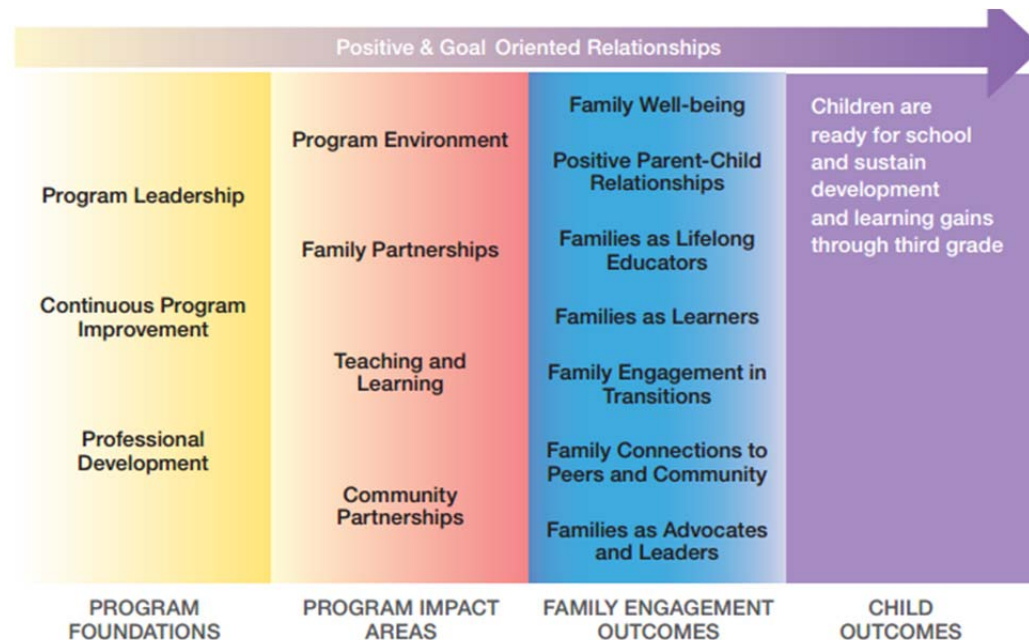 Positive & Goal Oriented Relationships
Program Leadership
Continuous Program
Improvement
Professional
Development
PROGRAM
FOUNDATIONS
Program Environment
Family Partnerships
Teaching and
Learning
Community
Partnerships
PROGRAM IMPACT
AREAS
Family Well-being
Positive Parent-Child
Relationships
Families as Lifelong
Educators
Families as Learners
Family Engagement in
Transitions
Family Connections to
Peers and Community
Families as Advocates
and Leaders
FAMILY ENGAGEMENT
OUTCOMES
Children are
ready for school
and sustain
development
and learning gains
through third grade
CHILD
OUTCOMES